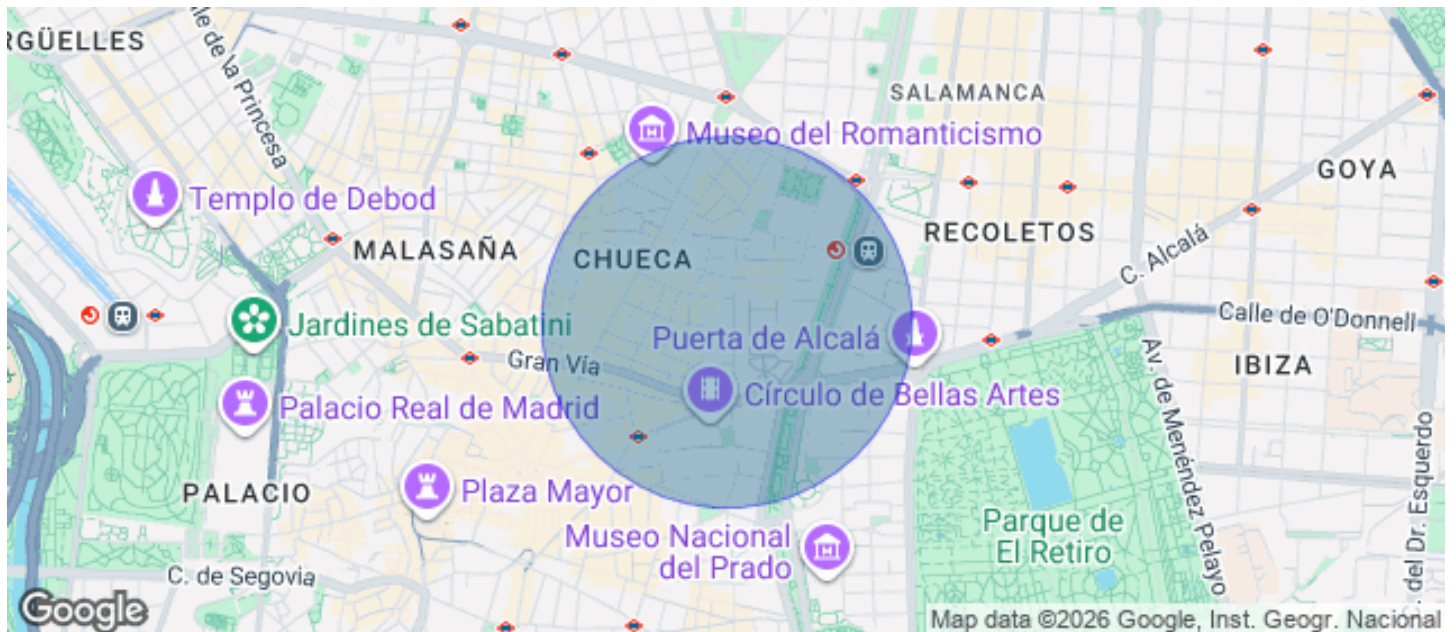 RGÜELLES
lle de la Princesa
SALAMANCA
Museo del Romanticismo
GOYA
Templo de Debod
MALASAÑA
CHUECA
RECOLETOS
C. Alcalá
Jardines de Sabatini
Puerta de Alcalá
Calle de O'Donnell
Gran Vía
IBIZA
Palacio Real de Madrid
Círculo de Bellas Artes
Av. de Menéndez Pelayo
PALACIO
Plaza Mayor
Parque de
El Retiro
Museo Nacional
del Prado
C. de Segovia
C. del Dr. Esquerdo
Google
Map data ©2026 Google, Inst. Geogr. Nacional